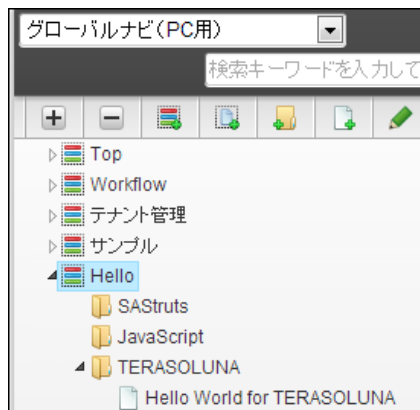 グローバルナビ(PC用)
検索キーワードを入力して
Top
Workflow
テナント管理
サンプル
Hello
SAStruts
JavaScript
TERASOLUNA
Hello World for TERASOLUNA